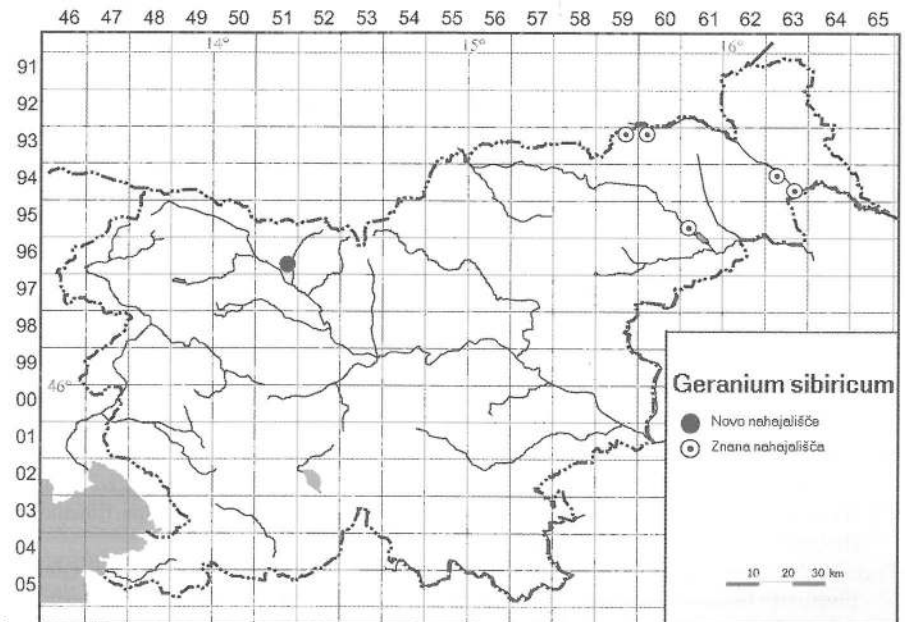 46 47 48 49 50 51 52 53 54 55 56 57 58 59 60 61 62 63 65
14° 15° 16°
91
92
93
94
95
96
97
98
99
46°
00
01
02
03
04
05
Geranium sibiricum
Novo nahajališče
Znana nahajališča
10 20 30 km